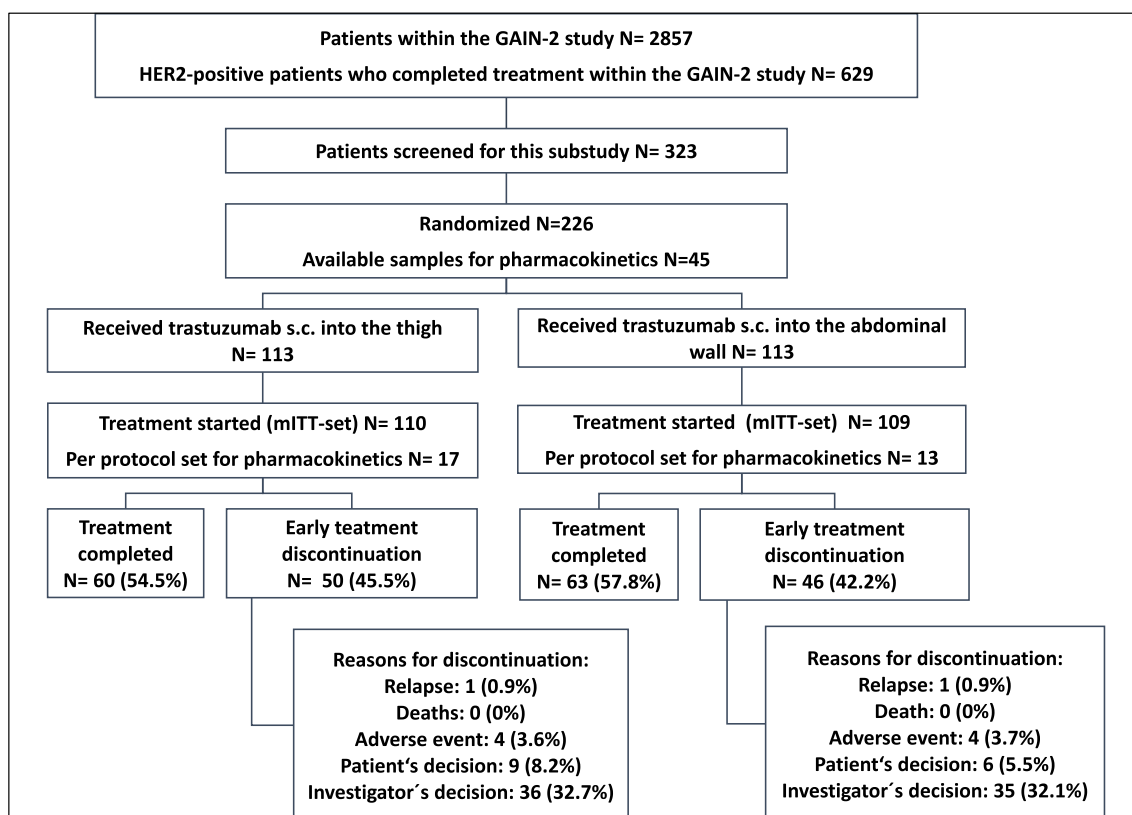 Patients within the GAIN-2 study N= 2857
HER2-positive patients who completed treatment within the GAIN-2 study N= 629
Patients screened for this substudy N= 323
Randomized N=226
Available samples for pharmacokinetics N=45
Received trastuzumab s.c. into the thigh
N= 113
Received trastuzumab s.c. into the abdominal
wall N= 113
Treatment started (mITT-set) N= 110
Per protocol set for pharmacokinetics N= 17
Treatment started (mITT-set) N= 109
Per protocol set for pharmacokinetics N= 13
Treatment
completed
N= 60 (54.5%)
Early teatment
discontinuation
N= 50 (45.5%)
Treatment
completed
N= 63 (57.8%)
Early treatment
discontinuation
N= 46 (42.2%)
Reasons for discontinuation:
Relapse: 1 (0.9%)
Deaths: 0 (0%)
Adverse event: 4 (3.6%)
Patient‘s decision: 9 (8.2%)
Investigator´s decision: 36 (32.7%)
Reasons for discontinuation:
Relapse: 1 (0.9%)
Death: 0 (0%)
Adverse event: 4 (3.7%)
Patient‘s decision: 6 (5.5%)
Investigator´s decision: 35 (32.1%)